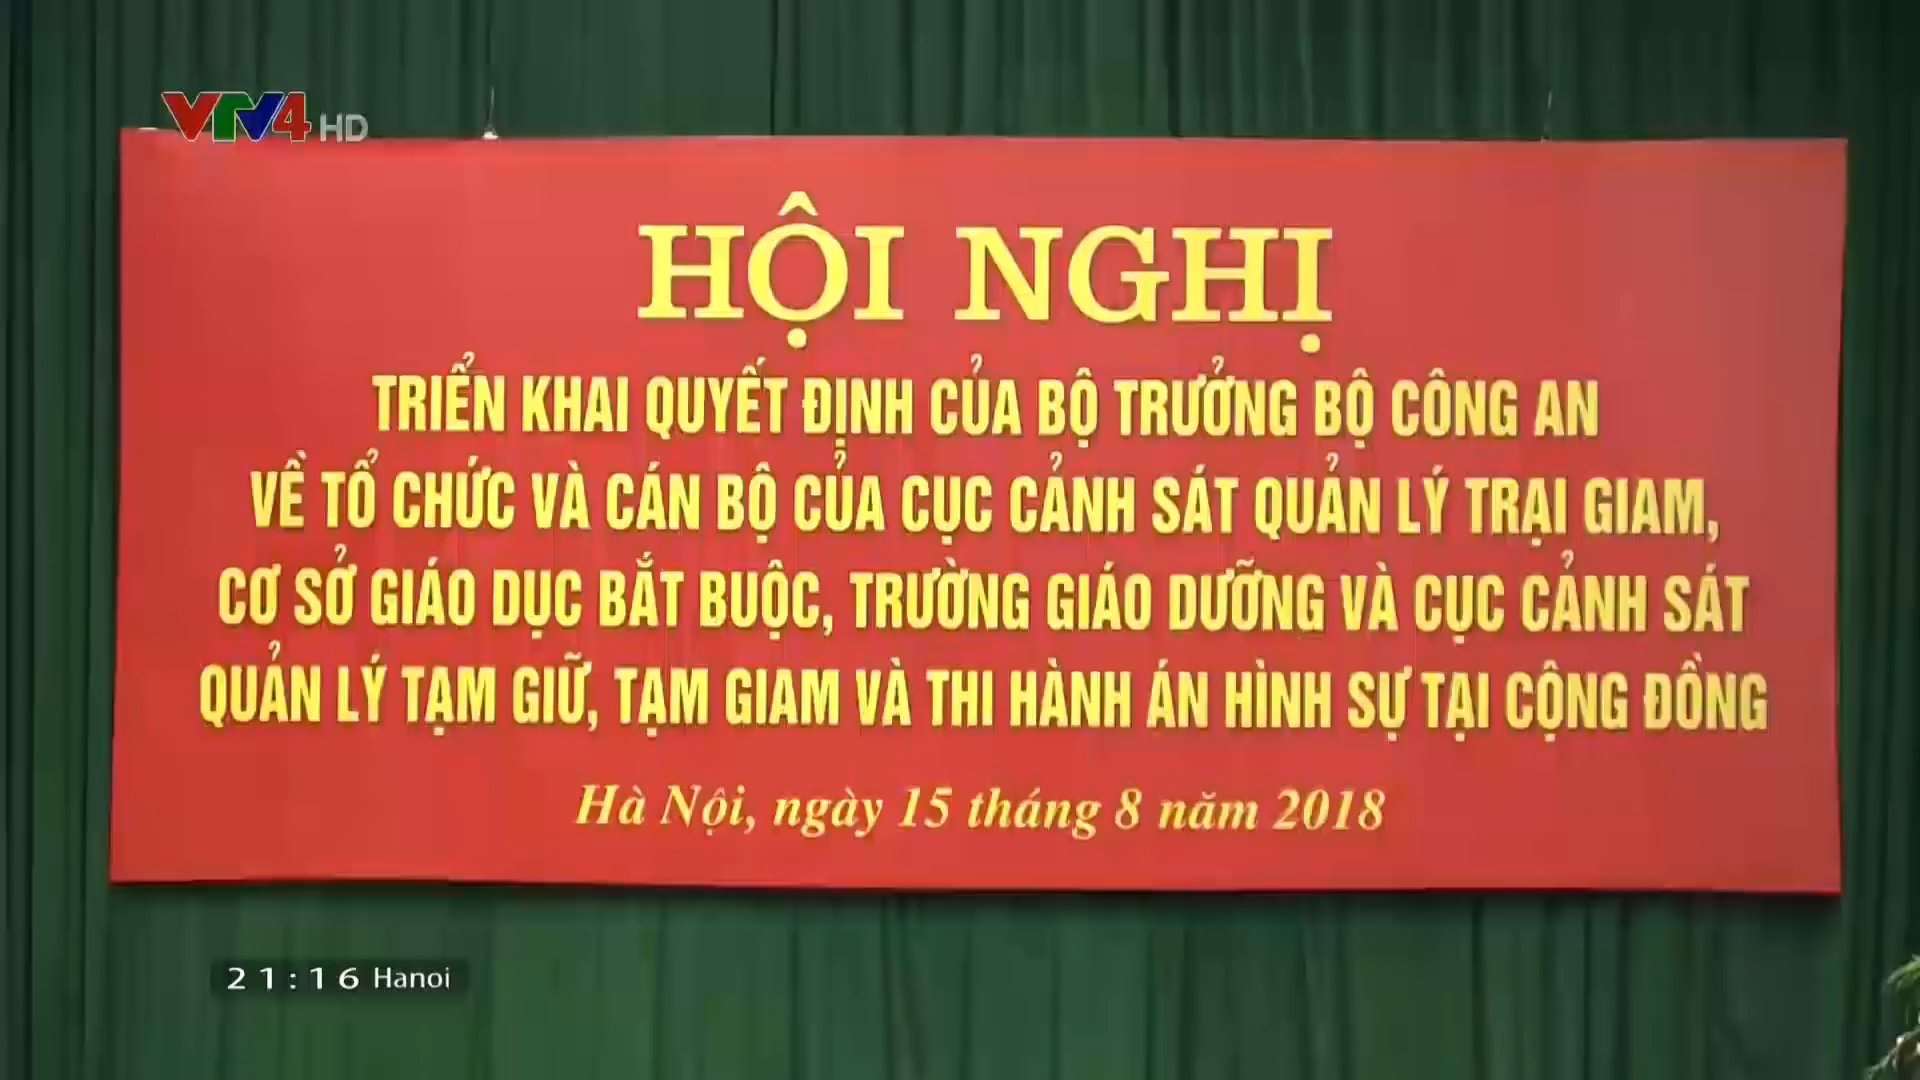 VTV4 HD
HỘI NGHỊ
TRIỂN KHAI QUYẾT ĐỊNH CỦA BỘ TRƯỞNG BỘ CÔNG AN
VỀ TỔ CHỨC VÀ CÁN BỘ CỦA CỤC CẢNH SÁT QUẢN LÝ TRẠI GIAM,
CƠ SỞ GIÁO DỤC BẮT BUỘC, TRƯỜNG GIÁO DƯỠNG VÀ CỤC CẢNH SÁT
QUẢN LÝ TẠM GIỮ, TẠM GIAM VÀ THI HÀNH ÁN HÌNH SỰ TẠI CỘNG ĐỒNG
Hà Nội, ngày 15 tháng 8 năm 2018
21:16 Hanoi